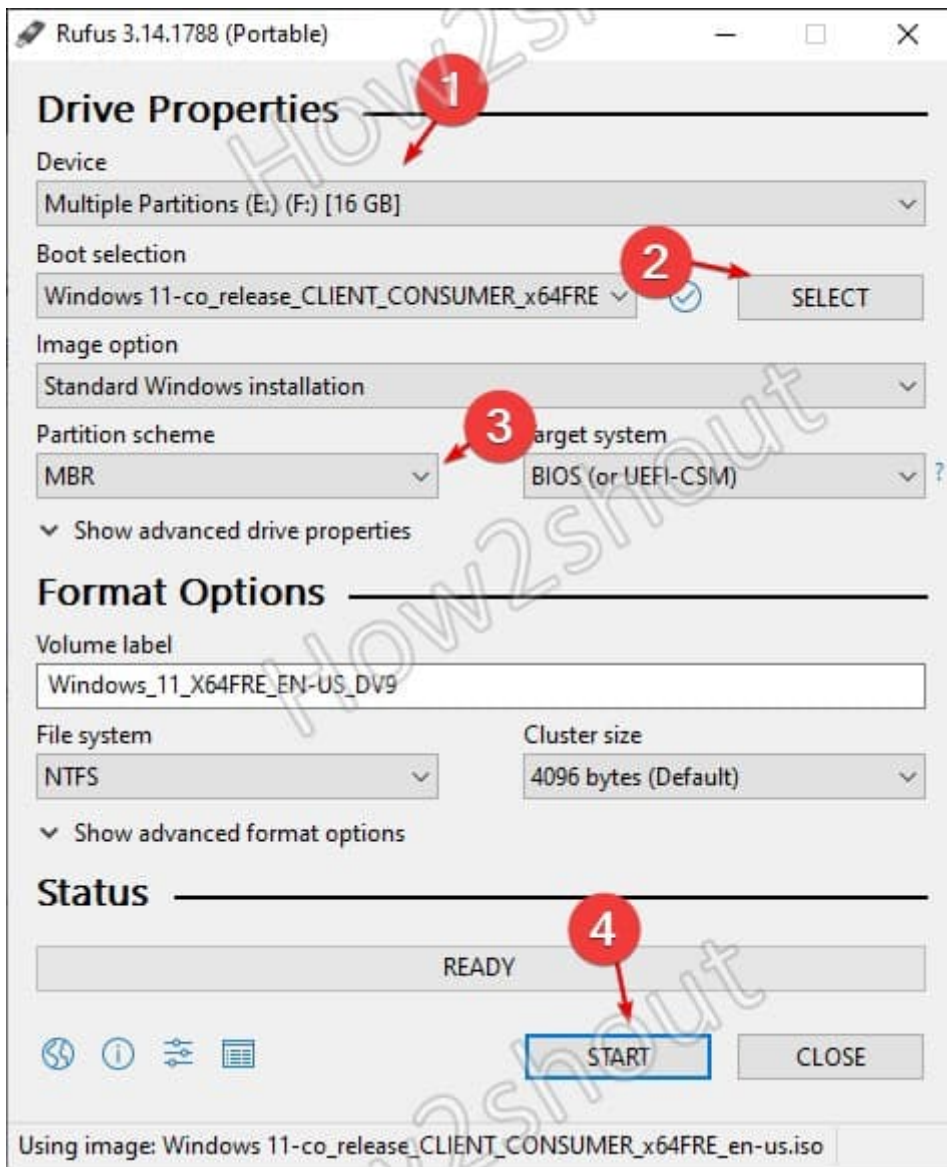 Rufus 3.14.1788 (Portable)
How2shout
Drive Properties
1
Device
Multiple Partitions (E:) (F:) [16 GB]
Boot selection
2
Windows 11-co_release_CLIENT_CONSUMER_x64FRE
SELECT
Image option
Standard Windows installation
Partition scheme
3
arget system
MBR
BIOS (or UEFI-CSM)
?
Show advanced drive properties
How2shout
Format Options
Volume label
Windows_11_X64FRE_EN-US_DV9
File system
Cluster size
NTFS
4096 bytes (Default)
Show advanced format options
Status
4
READY
START
CLOSE
w2shout
Using image: Windows 11-co_release_CLIENT_CONSUMER_x64FRE_en-us.iso